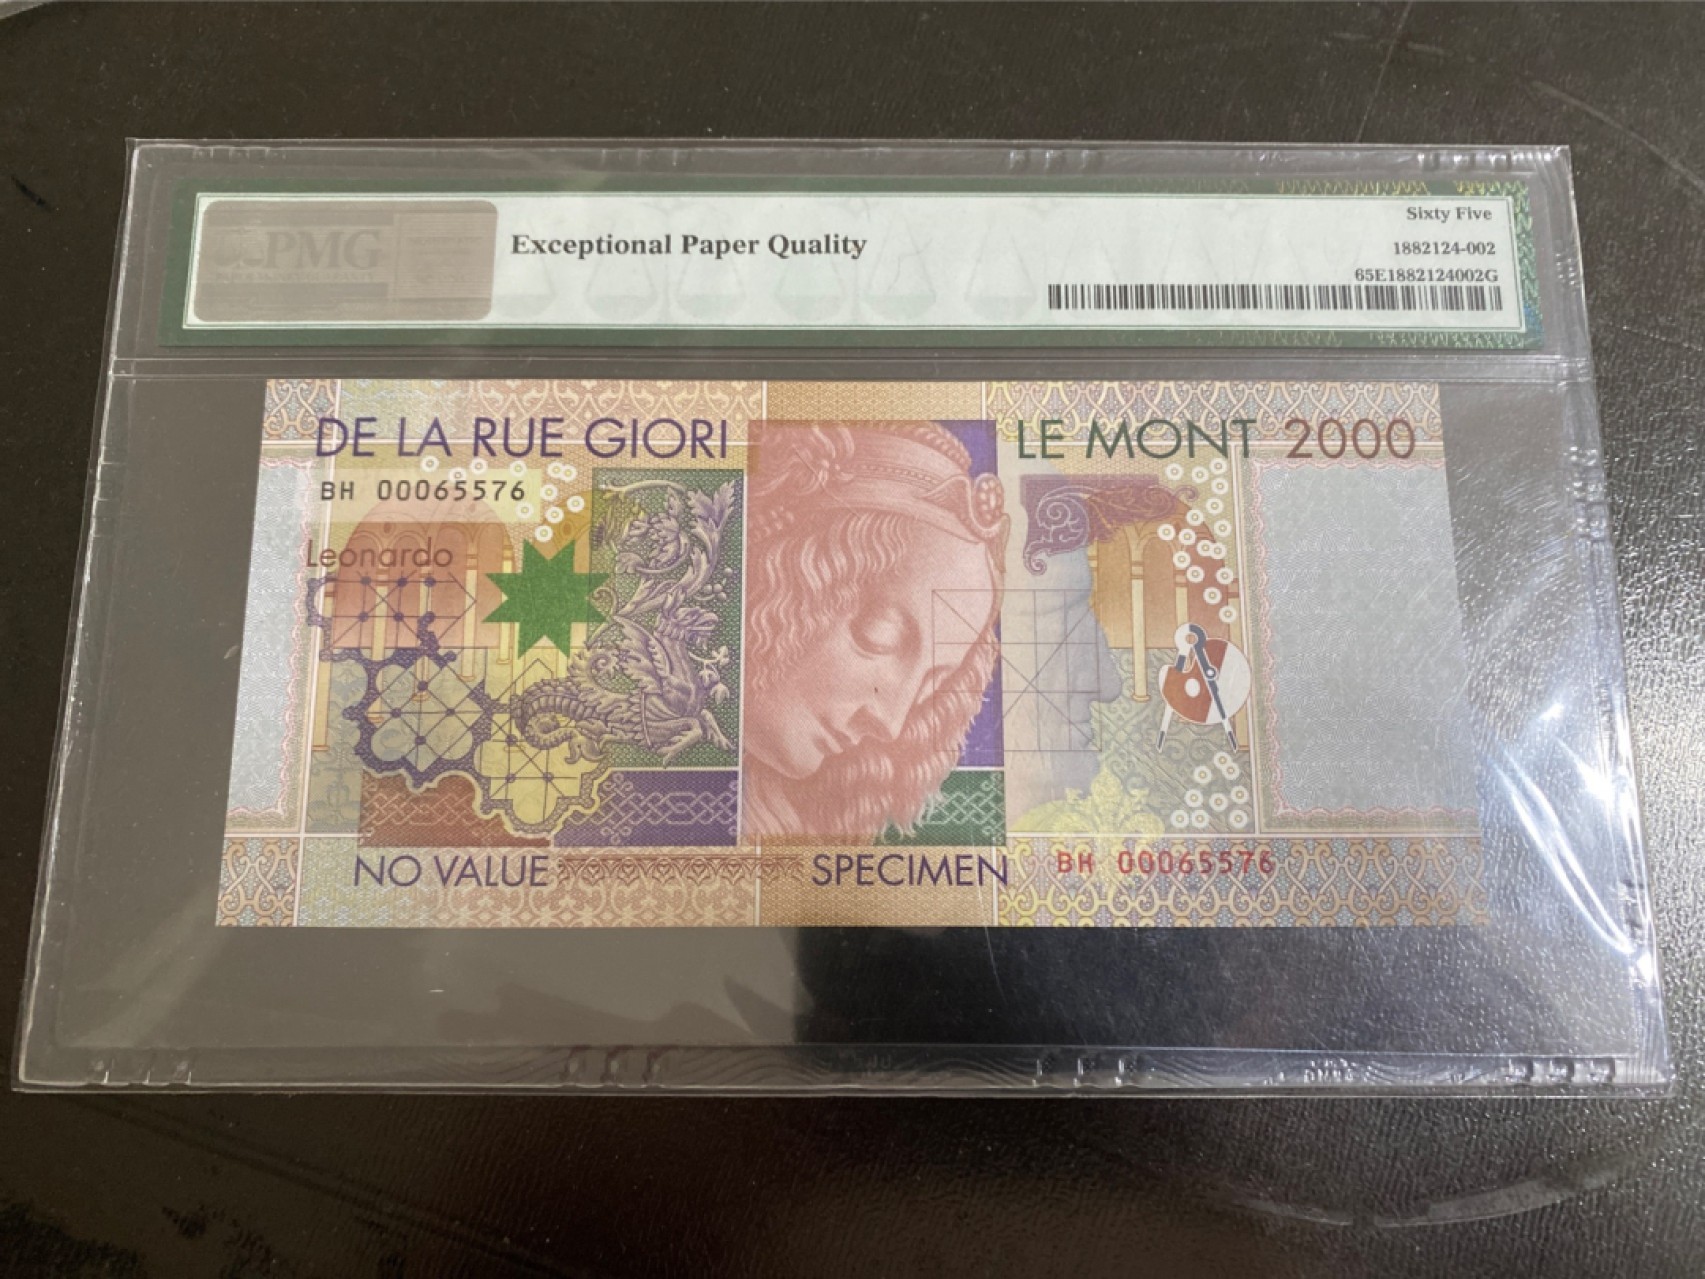 PMG
Exceptional Paper Quality
Sixty Five
1882124-002
65E1882124002G
DE LA RUE GIORI
LE MONT 2000
BH 00065576
Leonardo
NO VALUE
SPECIMEN
BH 00065576